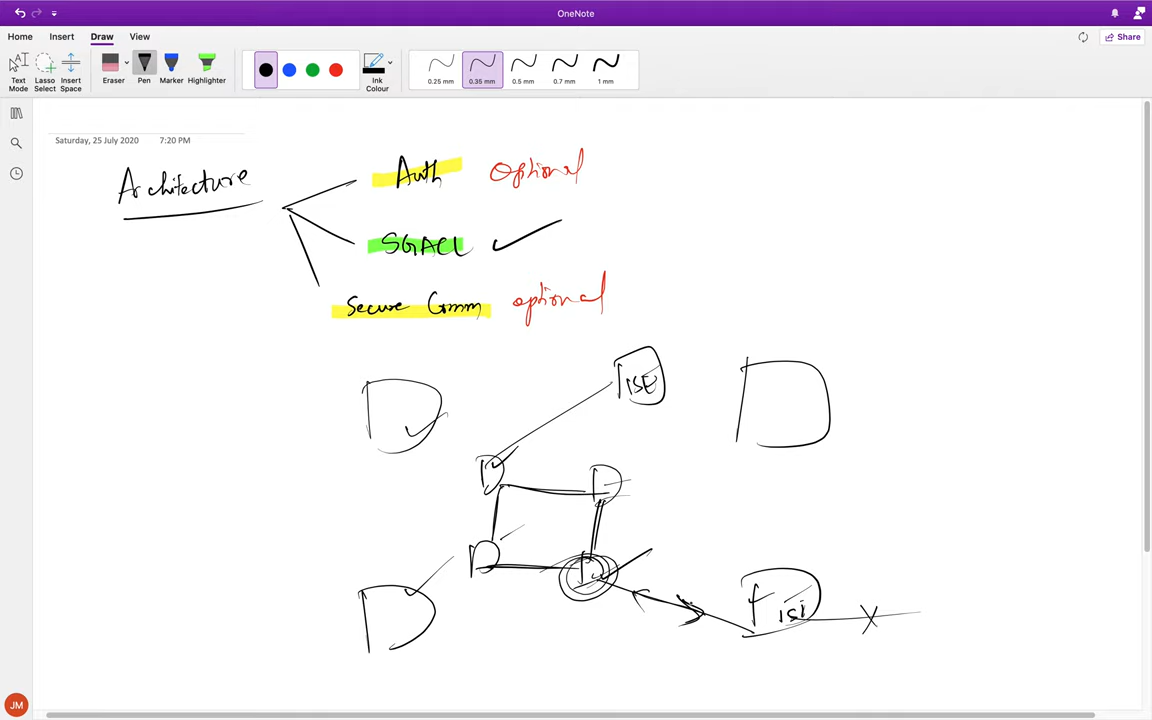 OneNote
Home Insert Draw View
Share
Text Mode
Lasso Select
Insert Space
Eraser
Pen
Marker
Highlighter
Ink Colour
0.25 mm
0.35 mm
0.5 mm
0.7 mm
1 mm
Saturday, 25 July 2020 7:20 PM
Architecture
Auth Optional
SGACL
Secure Comm optional
ISE
JM